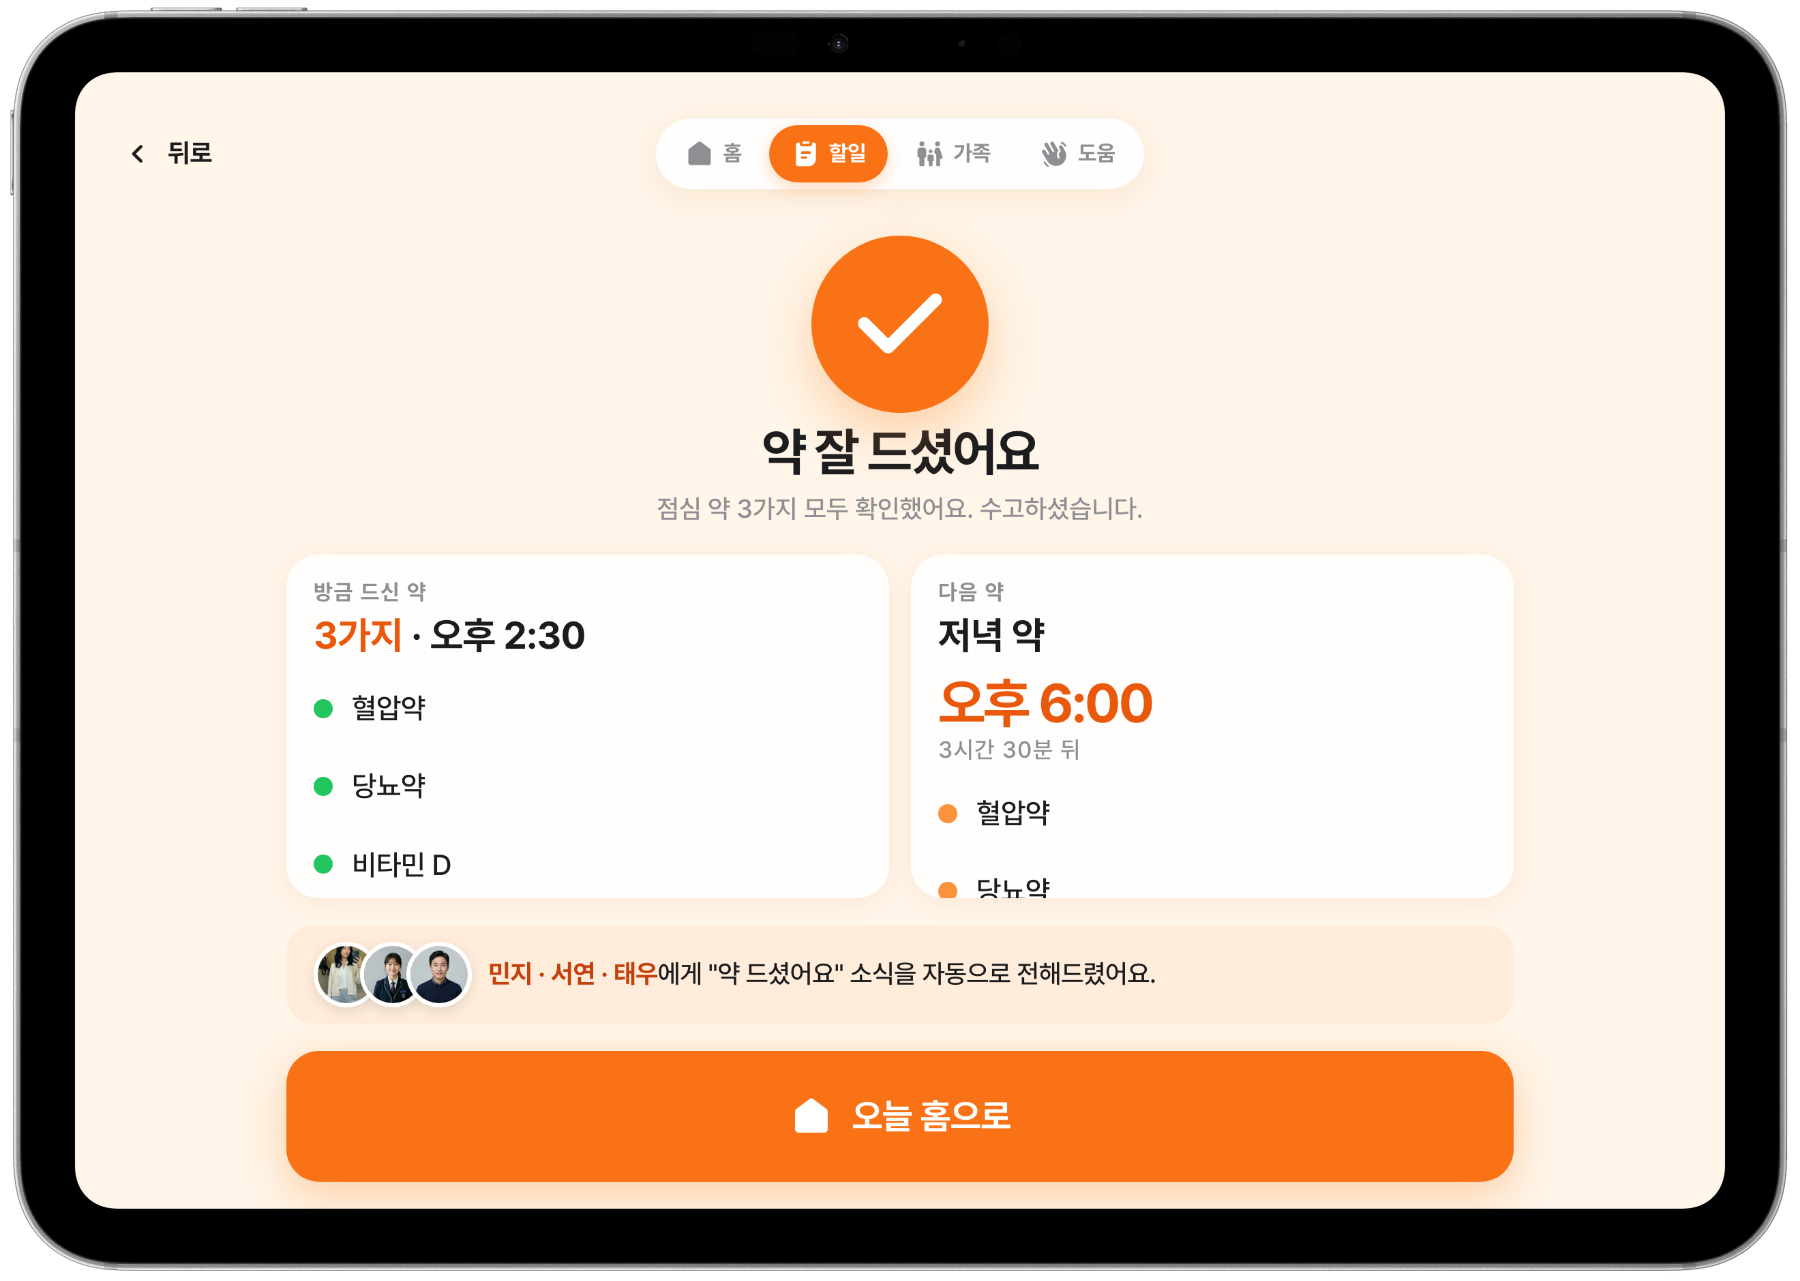 뒤로
홈
할일
가족
도움
약 잘 드셨어요
점심 약 3가지 모두 확인했어요. 수고하셨습니다.
방금 드신 약
3가지 · 오후 2:30
혈압약
당뇨약
비타민 D
다음 약
저녁 약
오후 6:00
3시간 30분 뒤
혈압약
당뇨약
민지 · 서연 · 태우에게 "약 드셨어요" 소식을 자동으로 전해드렸어요.
오늘 홈으로